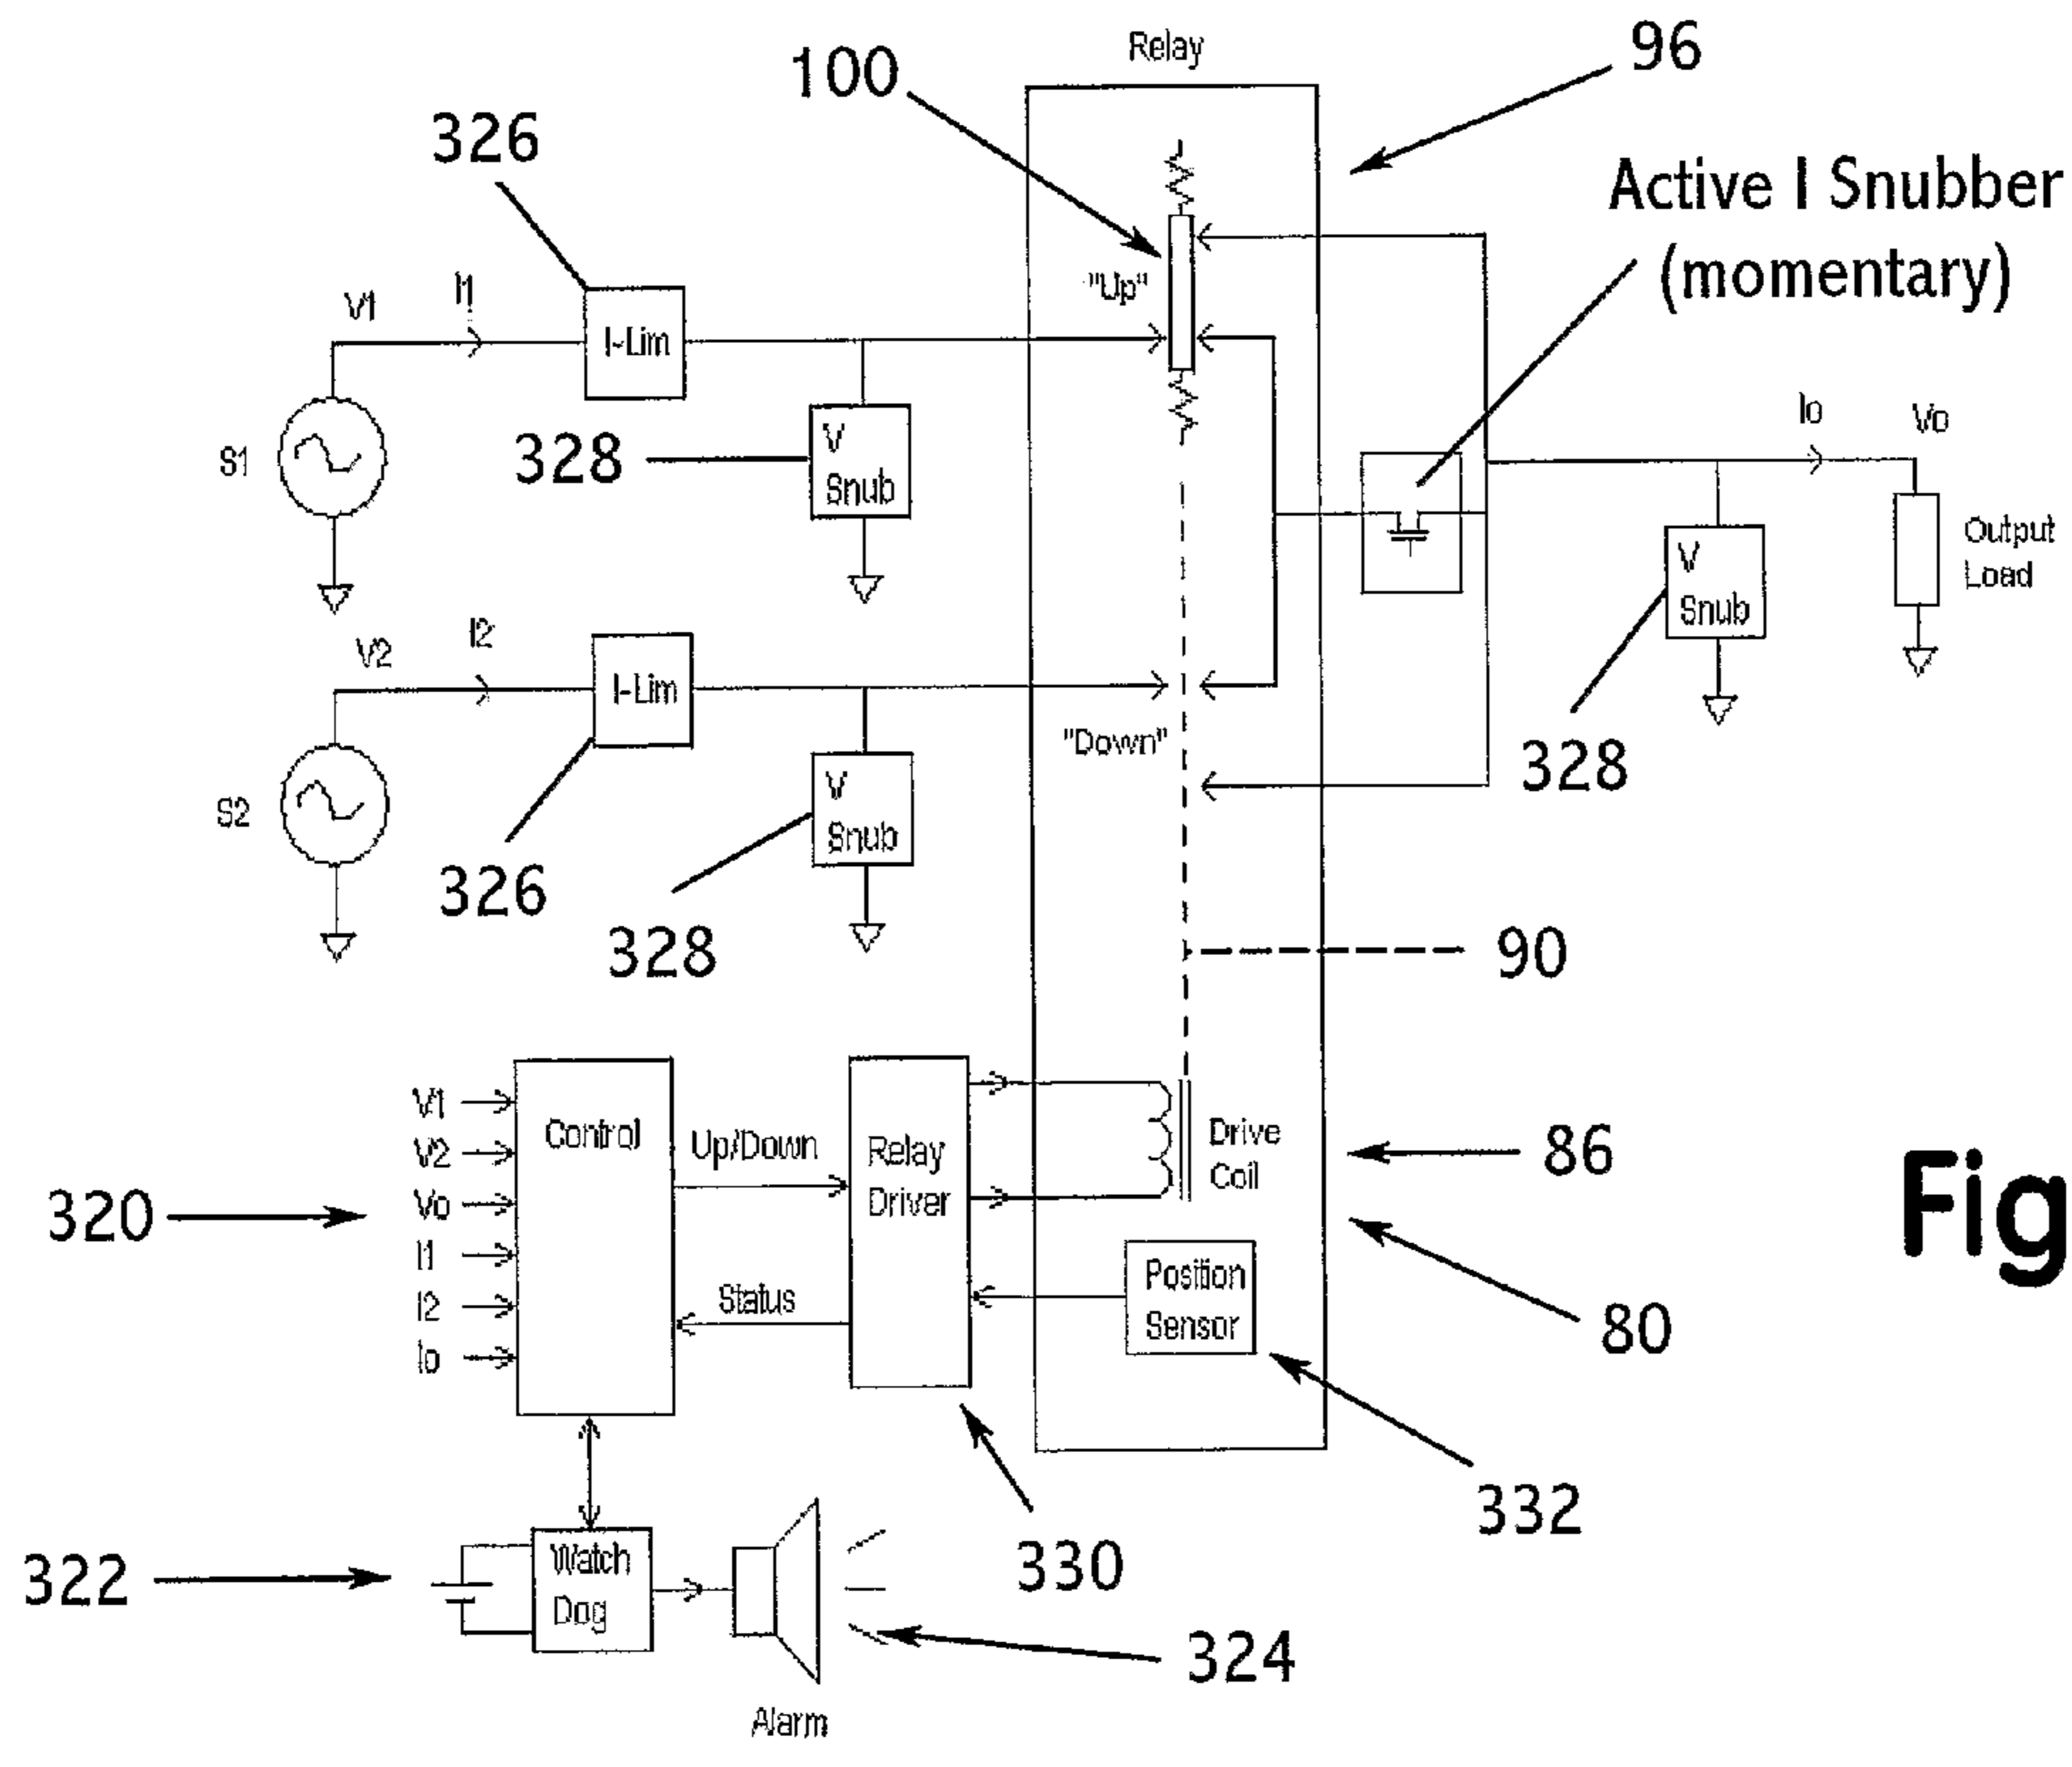 Relay
96
100
326
Active I Snubber
(momentary)
V1
I1
I-Lim
"Up"
Io
Vo
S1
328
V
Snub
Output
Load
V
Snub
V2
I2
I-Lim
"Down"
328
S2
V
Snub
326
328
90
V1
V2
Vo
I1
I2
Io
Control
Up/Down
Relay
Driver
Drive
Coil
86
Fig
320
Status
Position
Sensor
80
332
322
Watch
Dog
330
324
Alarm